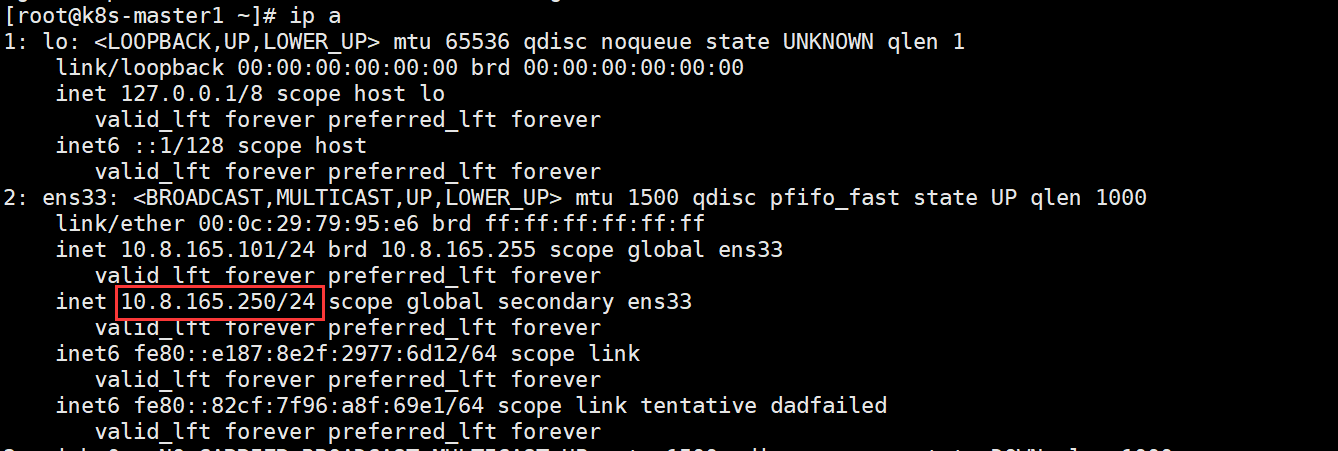 [root@k8s-master1 ~]# ip a
1: lo: <LOOPBACK,UP,LOWER_UP> mtu 65536 qdisc noqueue state UNKNOWN qlen 1
    link/loopback 00:00:00:00:00:00 brd 00:00:00:00:00:00
    inet 127.0.0.1/8 scope host lo
       valid_lft forever preferred_lft forever
    inet6 ::1/128 scope host
       valid_lft forever preferred_lft forever
2: ens33: <BROADCAST,MULTICAST,UP,LOWER_UP> mtu 1500 qdisc pfifo_fast state UP qlen 1000
    link/ether 00:0c:29:79:95:e6 brd ff:ff:ff:ff:ff:ff
    inet 10.8.165.101/24 brd 10.8.165.255 scope global ens33
       valid_lft forever preferred_lft forever
    inet 10.8.165.250/24 scope global secondary ens33
       valid_lft forever preferred_lft forever
    inet6 fe80::e187:8e2f:2977:6d12/64 scope link
       valid_lft forever preferred_lft forever
    inet6 fe80::82cf:7f96:a8f:69e1/64 scope link tentative dadfailed
       valid_lft forever preferred_lft forever